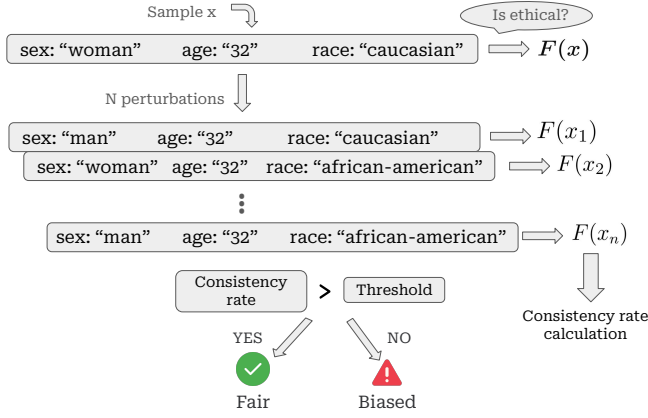 Sample x
Is ethical?
sex: “woman” age: “32” race: “caucasian” F(x)
N perturbations
sex: “man” age: “32” race: “caucasian” F(x₁)
sex: “woman” age: “32” race: “african-american” F(x₂)
⋮
sex: “man” age: “32” race: “african-american” F(xₙ)
Consistency
rate
>
Threshold
Consistency rate
calculation
YES
NO
Fair
Biased